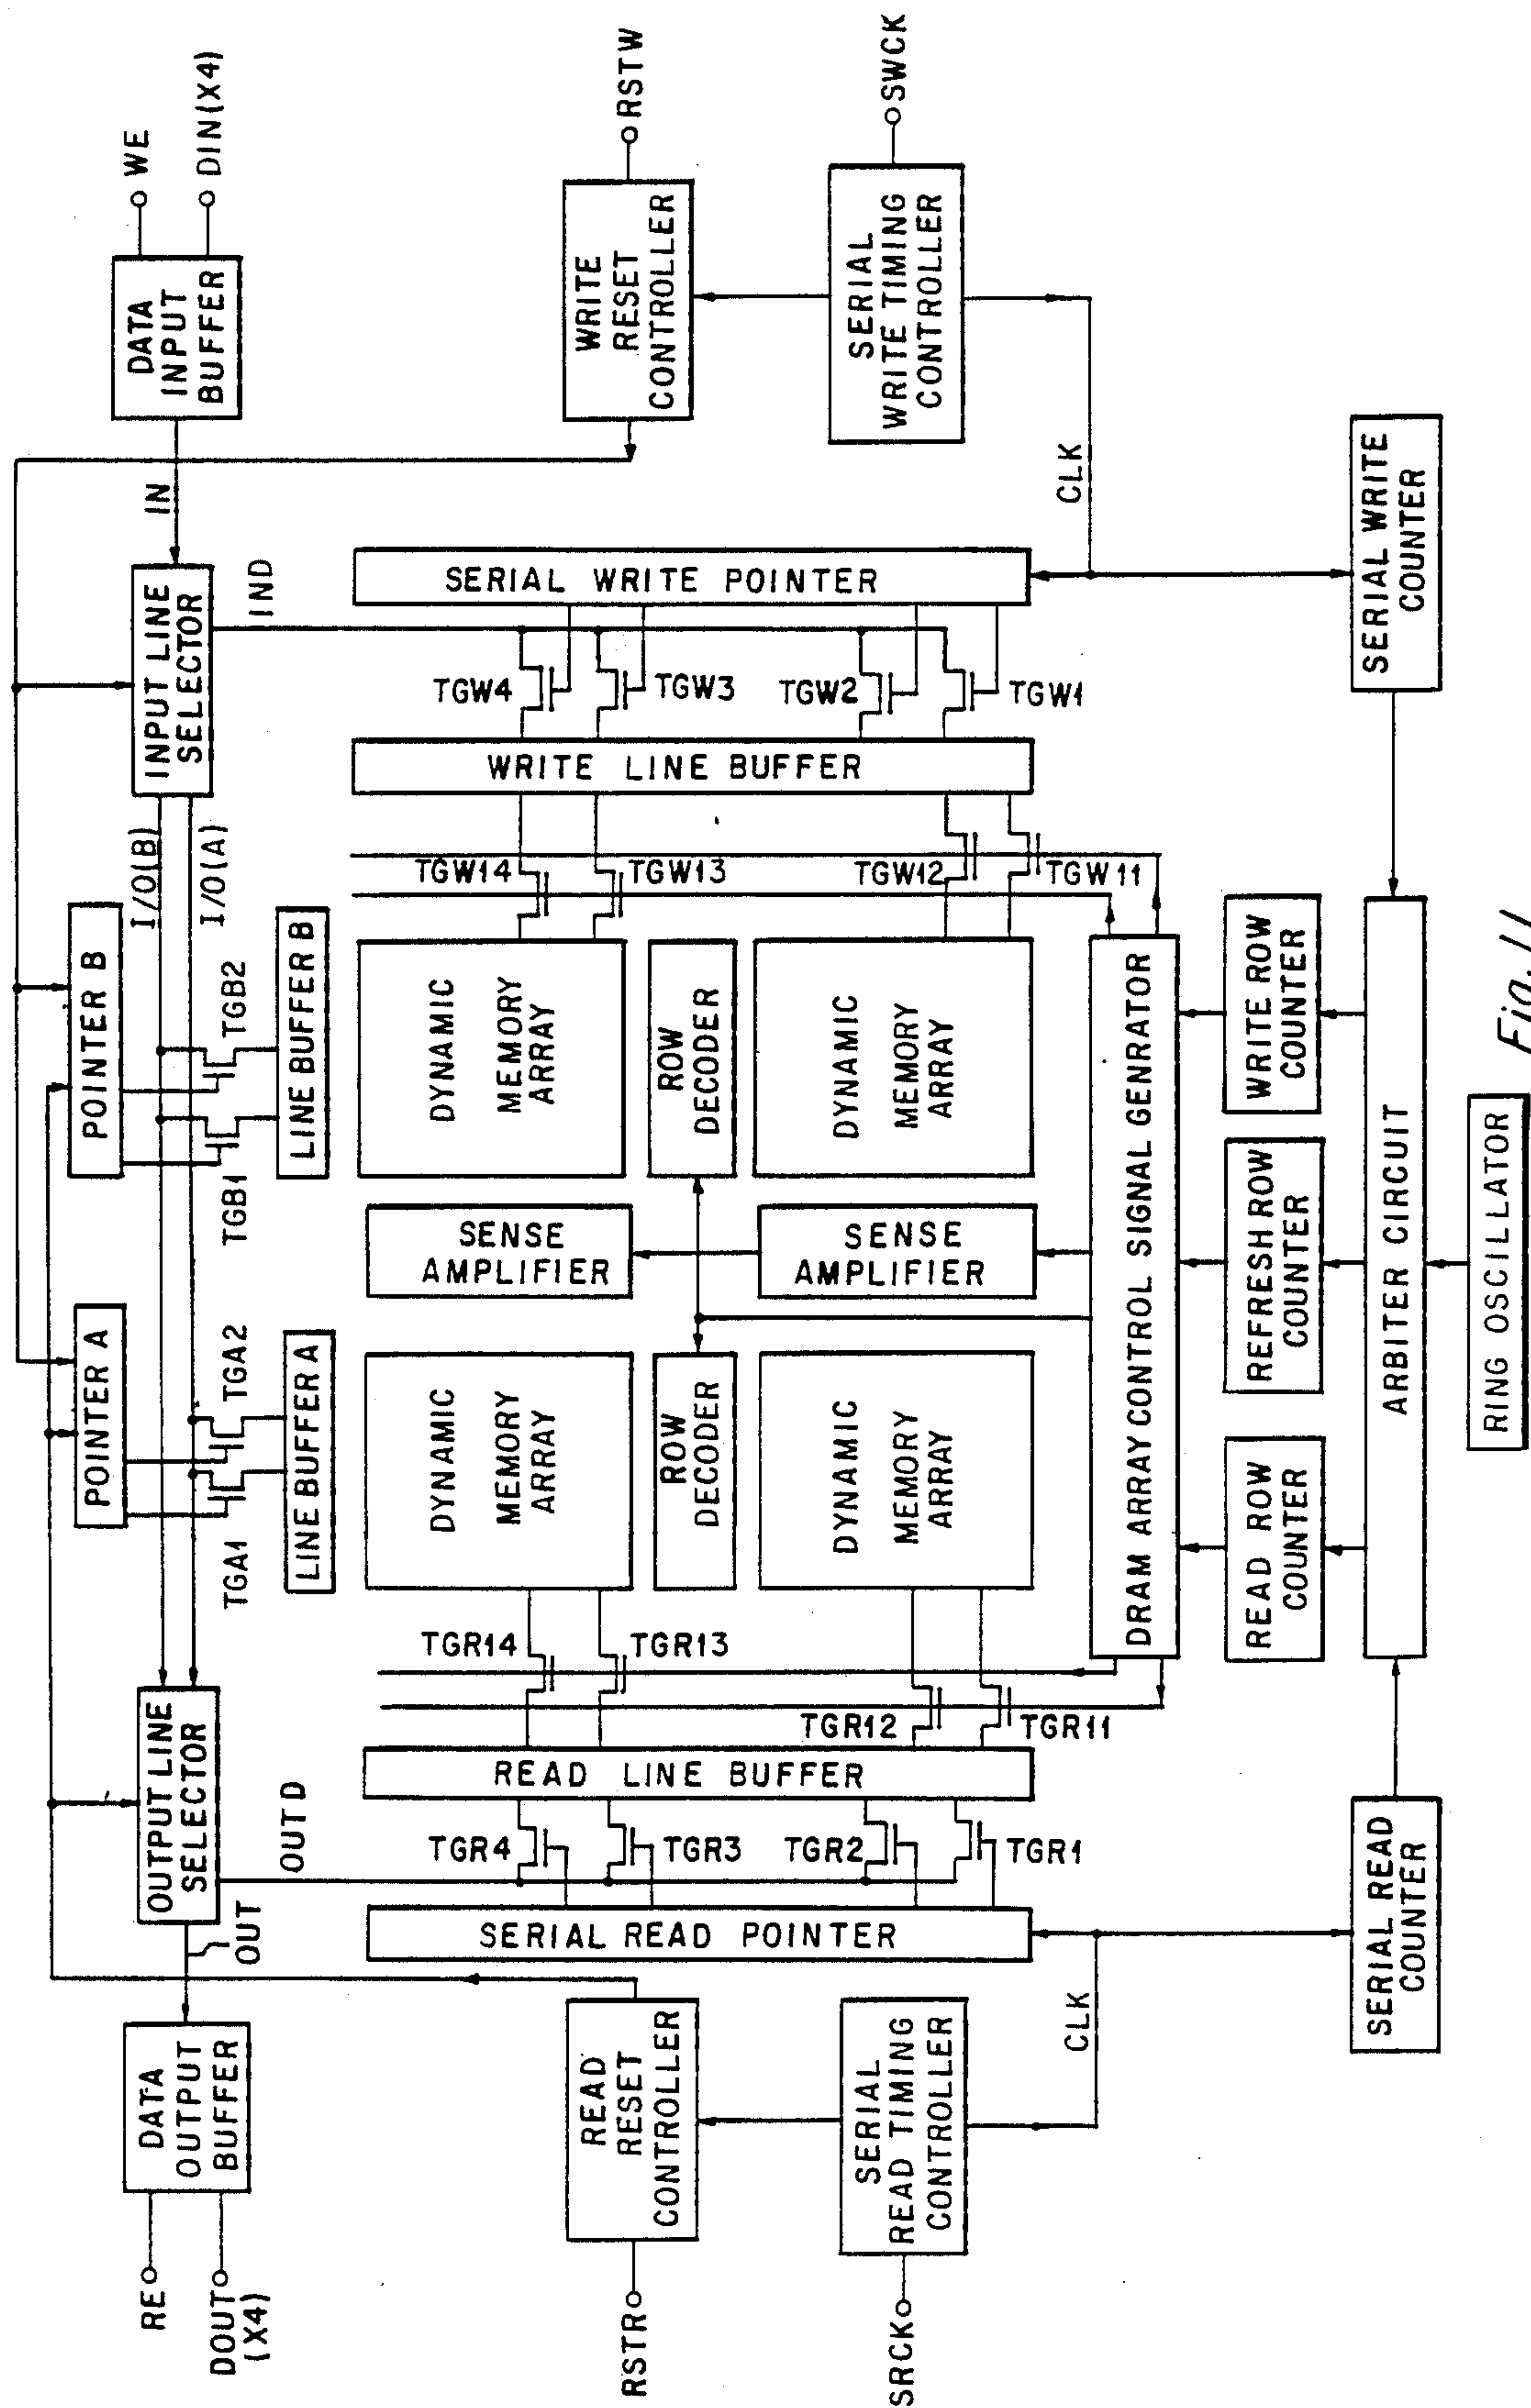 RE
DOUT
(X4)
DATA
OUTPUT
BUFFER
OUT
OUTPUT LINE
SELECTOR
OUT D
POINTER A
TGA1
TGA2
LINE BUFFER A
POINTER B
TGB1
TGB2
LINE BUFFER B
I/O(B)
I/O(A)
INPUT LINE
SELECTOR
IND
IN
DATA
INPUT
BUFFER
WE
DIN(X4)
RSTR
READ
RESET
CONTROLLER
SRCK
SERIAL
READ TIMING
CONTROLLER
CLK
SERIAL READ POINTER
TGR4
TGR3
TGR2
TGR1
READ LINE BUFFER
TGR14
TGR13
TGR12
TGR11
DYNAMIC
MEMORY
ARRAY
ROW
DECODER
DYNAMIC
MEMORY
ARRAY
SENSE
AMPLIFIER
SENSE
AMPLIFIER
DYNAMIC
MEMORY
ARRAY
ROW
DECODER
DYNAMIC
MEMORY
ARRAY
TGW14
TGW13
TGW12
TGW11
WRITE LINE BUFFER
TGW4
TGW3
TGW2
TGW1
SERIAL WRITE POINTER
WRITE
RESET
CONTROLLER
RSTW
SERIAL
WRITE TIMING
CONTROLLER
SWCK
CLK
DRAM ARRAY CONTROL SIGNAL GENRATOR
READ ROW
COUNTER
REFRESH ROW
COUNTER
WRITE ROW
COUNTER
SERIAL READ
COUNTER
ARBITER CIRCUIT
SERIAL WRITE
COUNTER
RING OSCILLATOR
Fig. 11